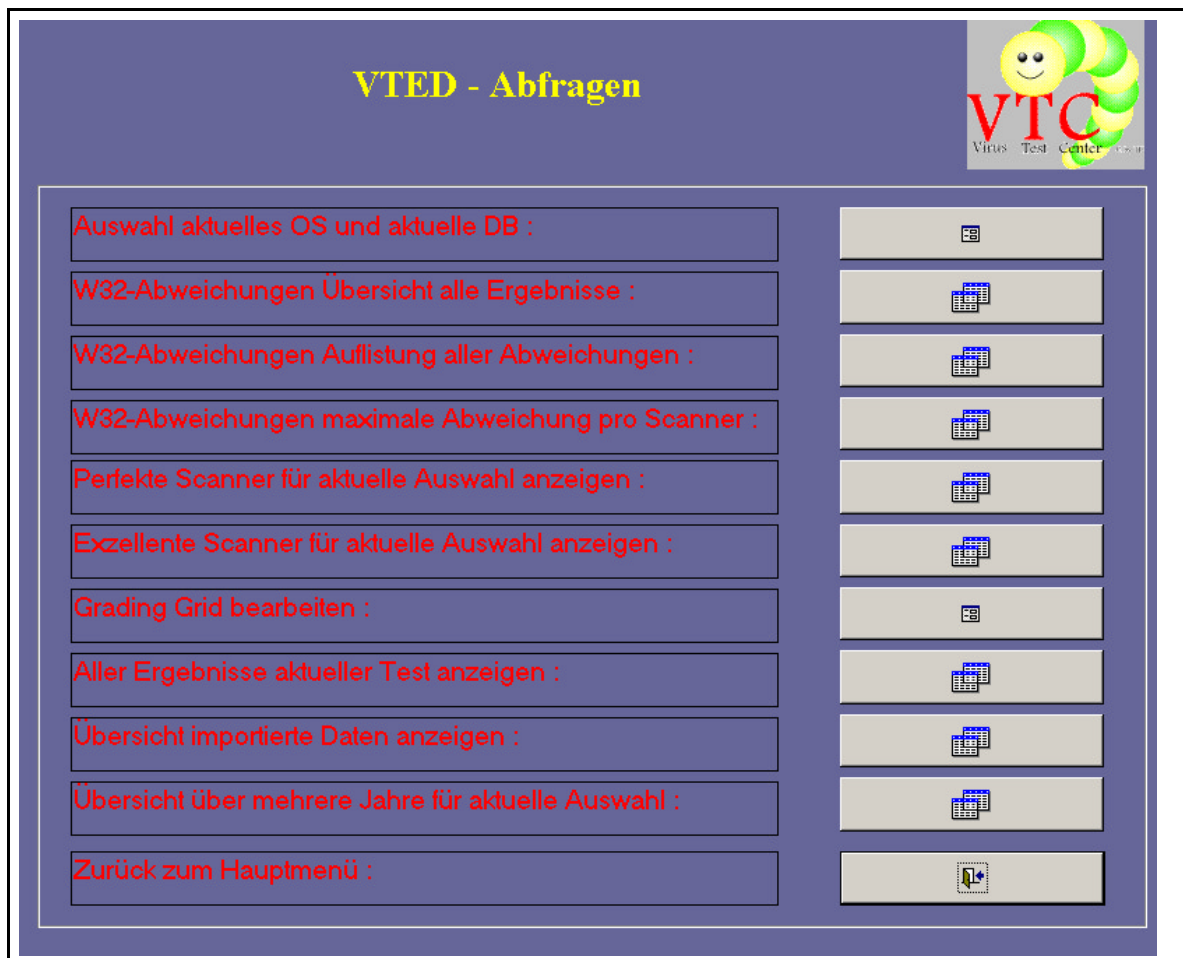 VTED - Abfragen
VTC
Virus Test Center
Auswahl aktuelles OS und aktuelle DB :
W32-Abweichungen Übersicht alle Ergebnisse :
W32-Abweichungen Auflistung aller Abweichungen :
W32-Abweichungen maximale Abweichung pro Scanner :
Perfekte Scanner für aktuelle Auswahl anzeigen :
Exzellente Scanner für aktuelle Auswahl anzeigen :
Grading Grid bearbeiten :
Aller Ergebnisse aktueller Test anzeigen :
Übersicht importierte Daten anzeigen :
Übersicht über mehrere Jahre für aktuelle Auswahl :
Zurück zum Hauptmenü :